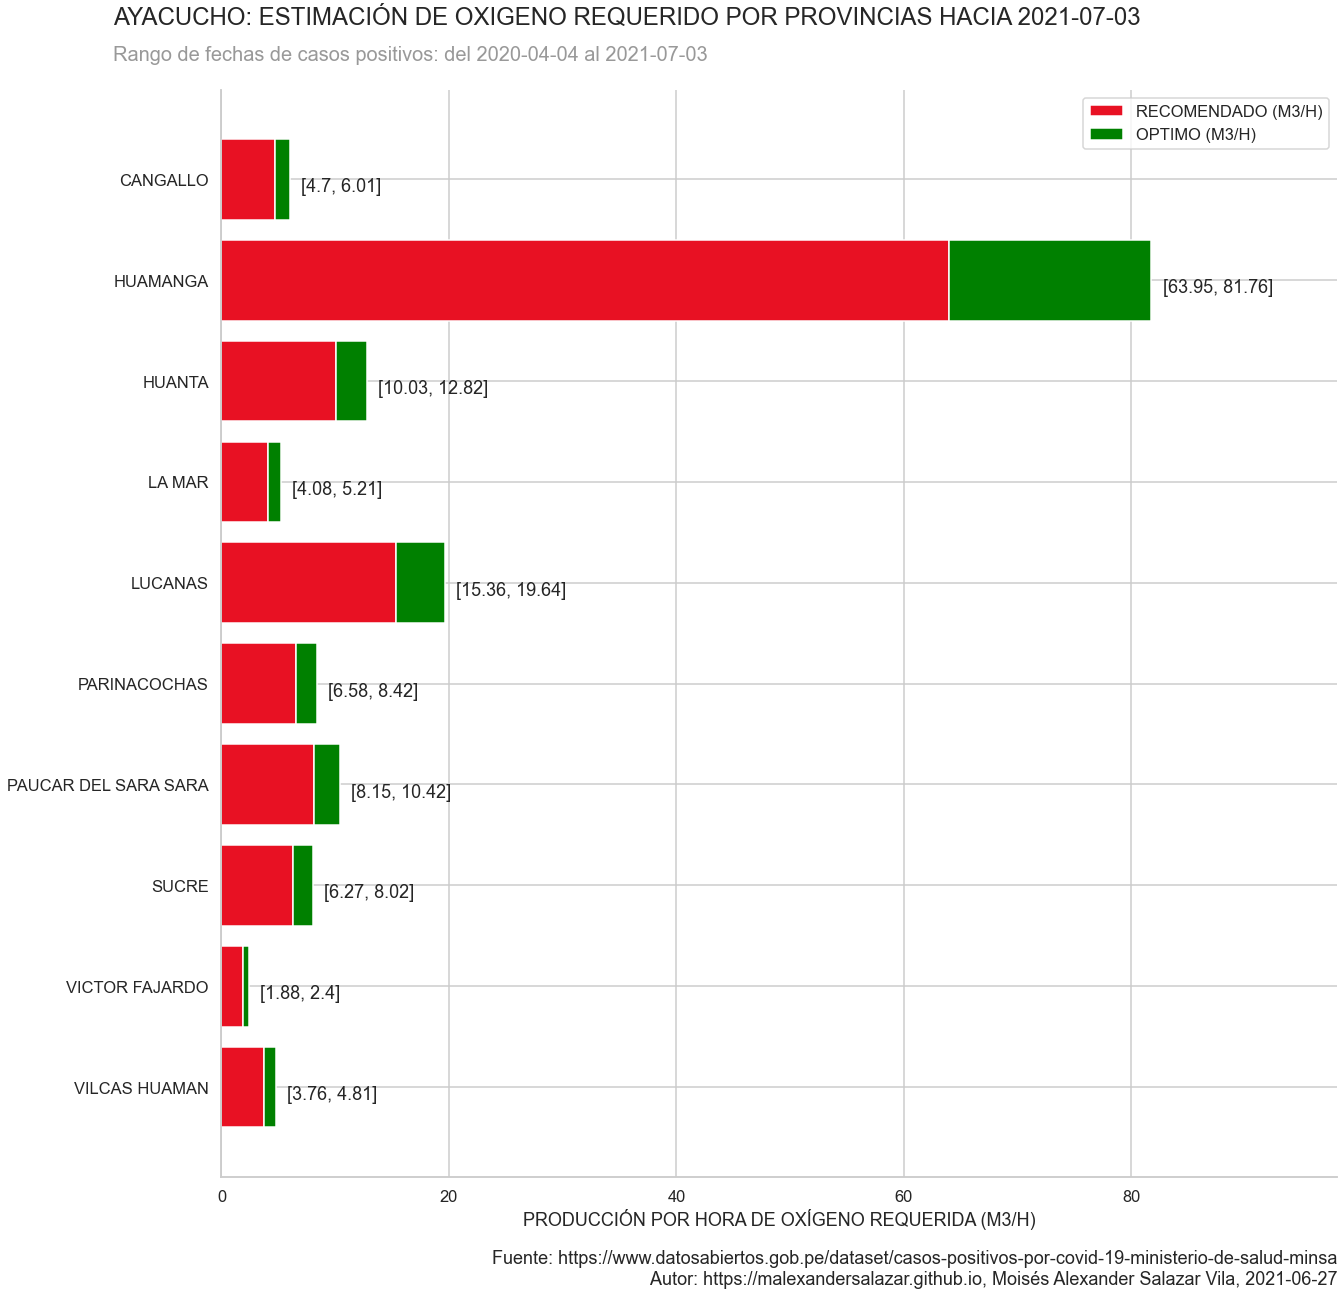 AYACUCHO: ESTIMACIÓN DE OXIGENO REQUERIDO POR PROVINCIAS HACIA 2021-07-03
Rango de fechas de casos positivos: del 2020-04-04 al 2021-07-03
RECOMENDADO (M3/H)
OPTIMO (M3/H)
CANGALLO [4.7, 6.01]
HUAMANGA [63.95, 81.76]
HUANTA [10.03, 12.82]
LA MAR [4.08, 5.21]
LUCANAS [15.36, 19.64]
PARINACOCHAS [6.58, 8.42]
PAUCAR DEL SARA SARA [8.15, 10.42]
SUCRE [6.27, 8.02]
VICTOR FAJARDO [1.88, 2.4]
VILCAS HUAMAN [3.76, 4.81]
0 20 40 60 80
PRODUCCIÓN POR HORA DE OXÍGENO REQUERIDA (M3/H)
Fuente: https://www.datosabiertos.gob.pe/dataset/casos-positivos-por-covid-19-ministerio-de-salud-minsa
Autor: https://malexandersalazar.github.io, Moisés Alexander Salazar Vila, 2021-06-27